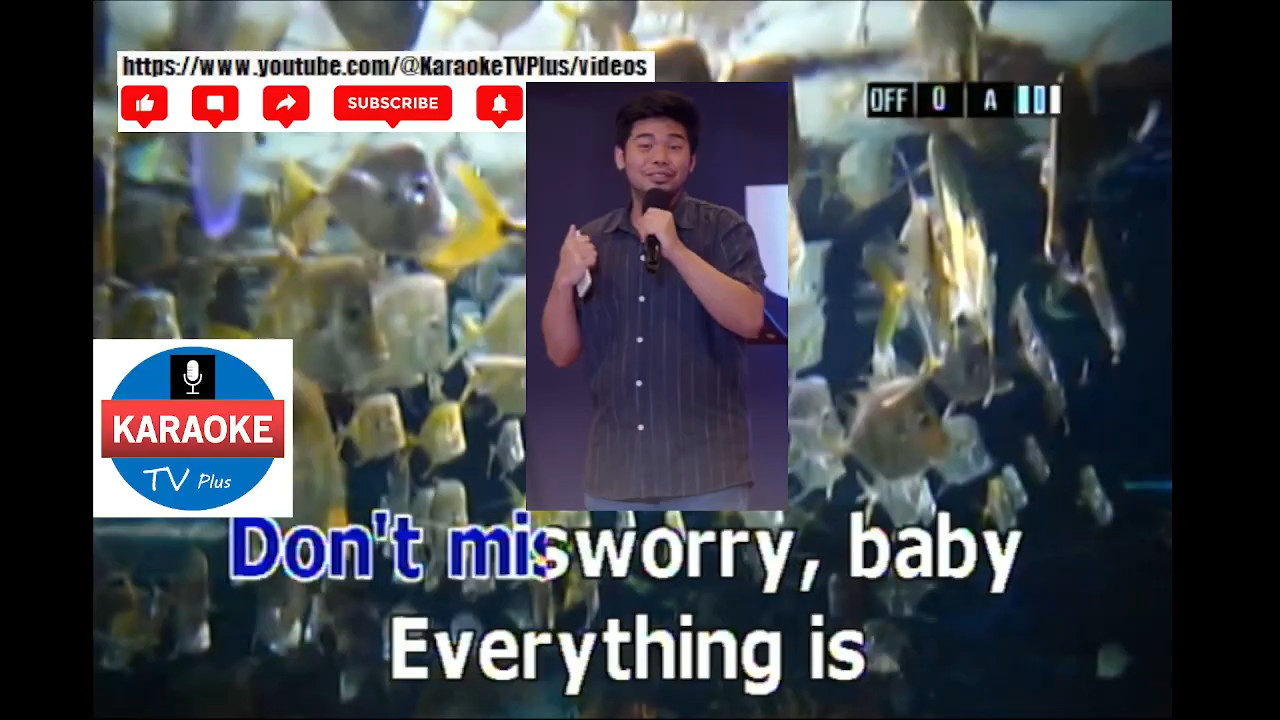 https://www.youtube.com/@KaraokeTVPlus/videos
SUBSCRIBE
OFF 0 A
KARAOKE
TV Plus
Don't misworry, baby
Everything is